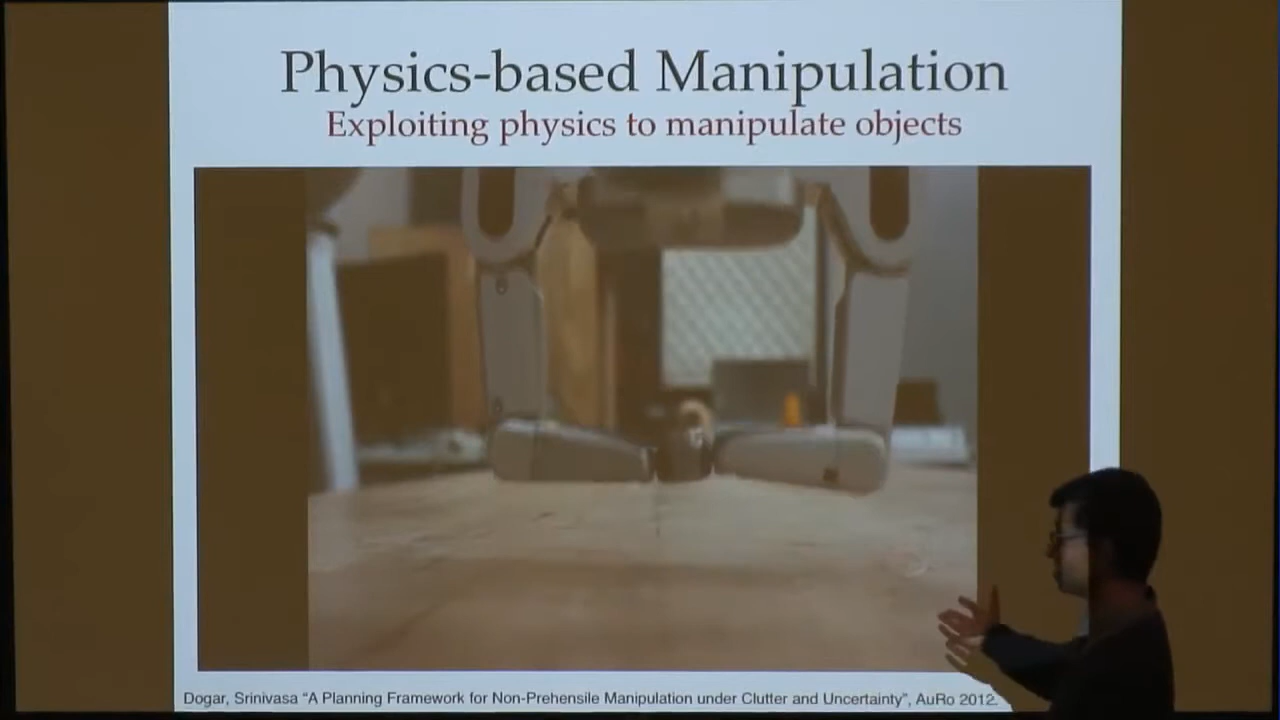 Physics-based Manipulation
Exploiting physics to manipulate objects
Dogar, Srinivasa “A Planning Framework for Non-Prehensile Manipulation under Clutter and Uncertainty”, AuRo 2012.